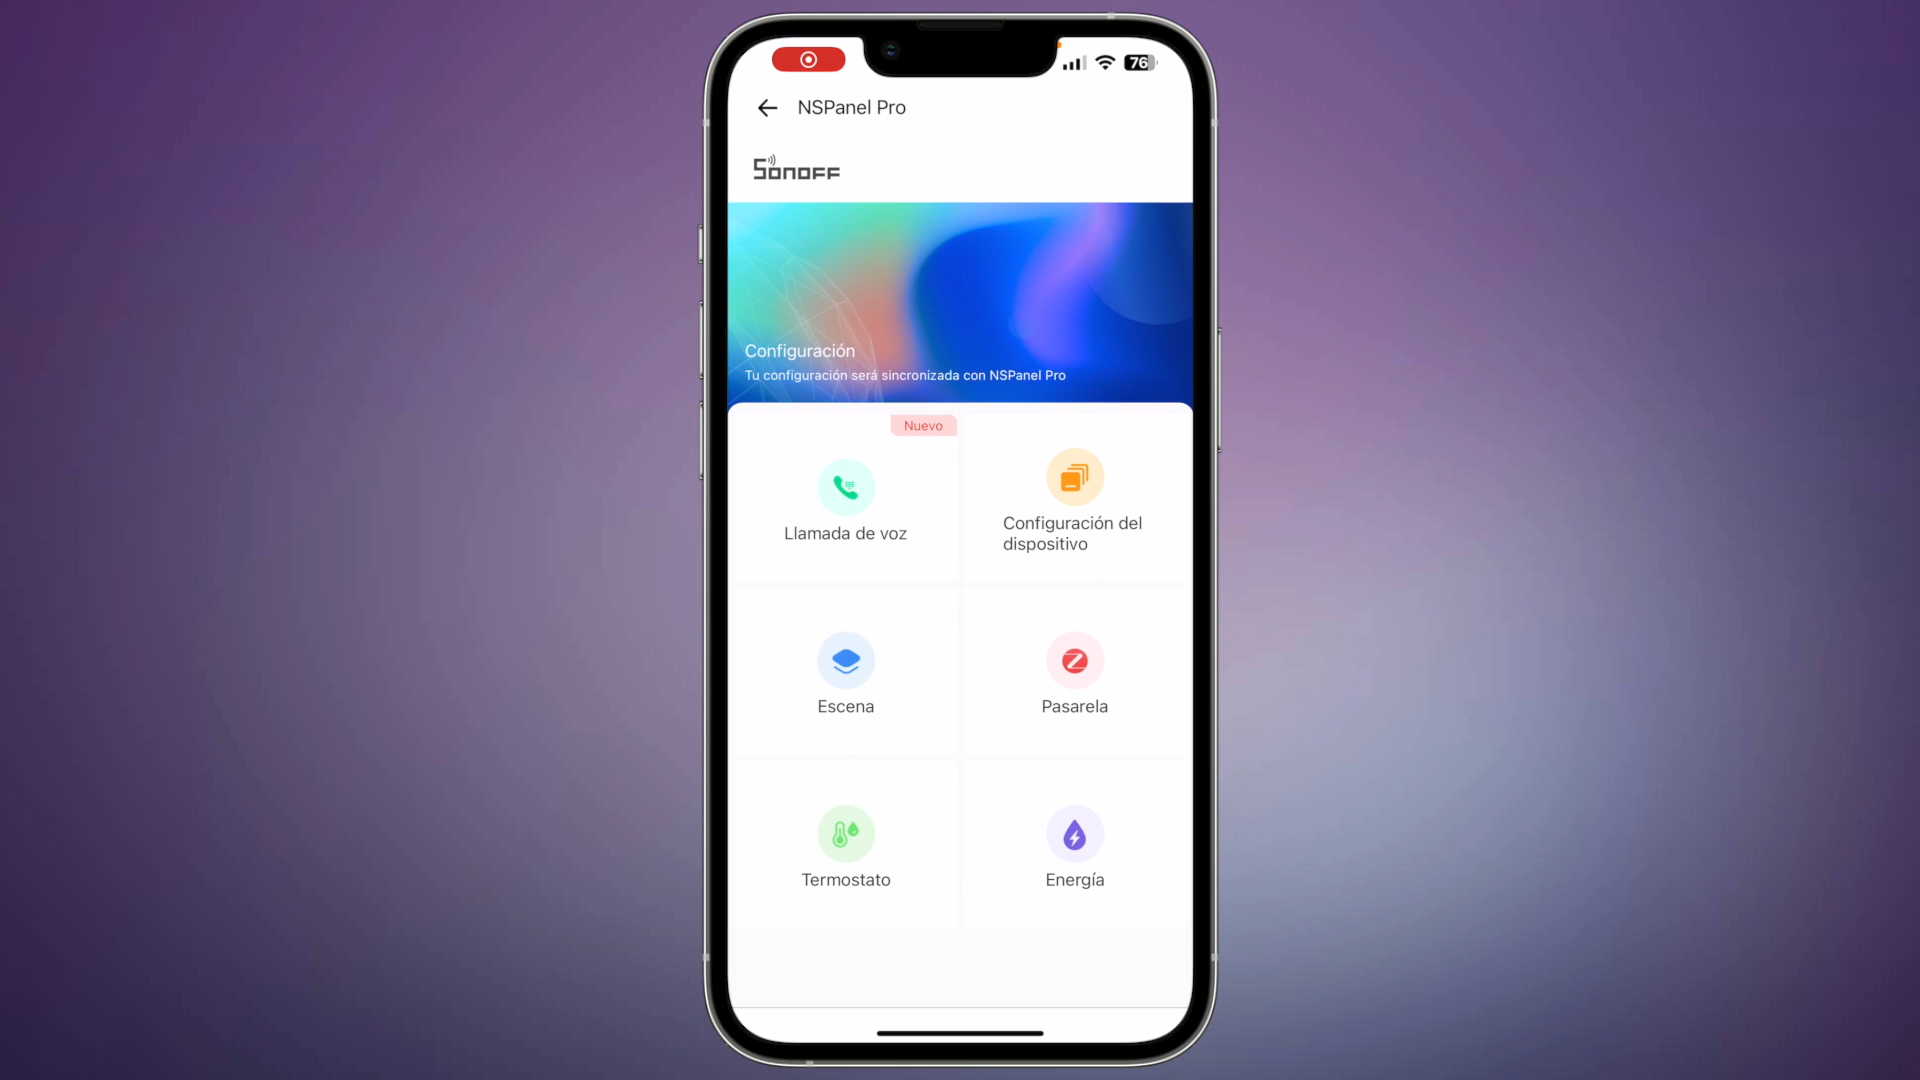 76
NSPanel Pro
SONOFF
Configuración
Tu configuración será sincronizada con NSPanel Pro
Nuevo
Llamada de voz
Configuración del
dispositivo
Escena
Pasarela
Termostato
Energía